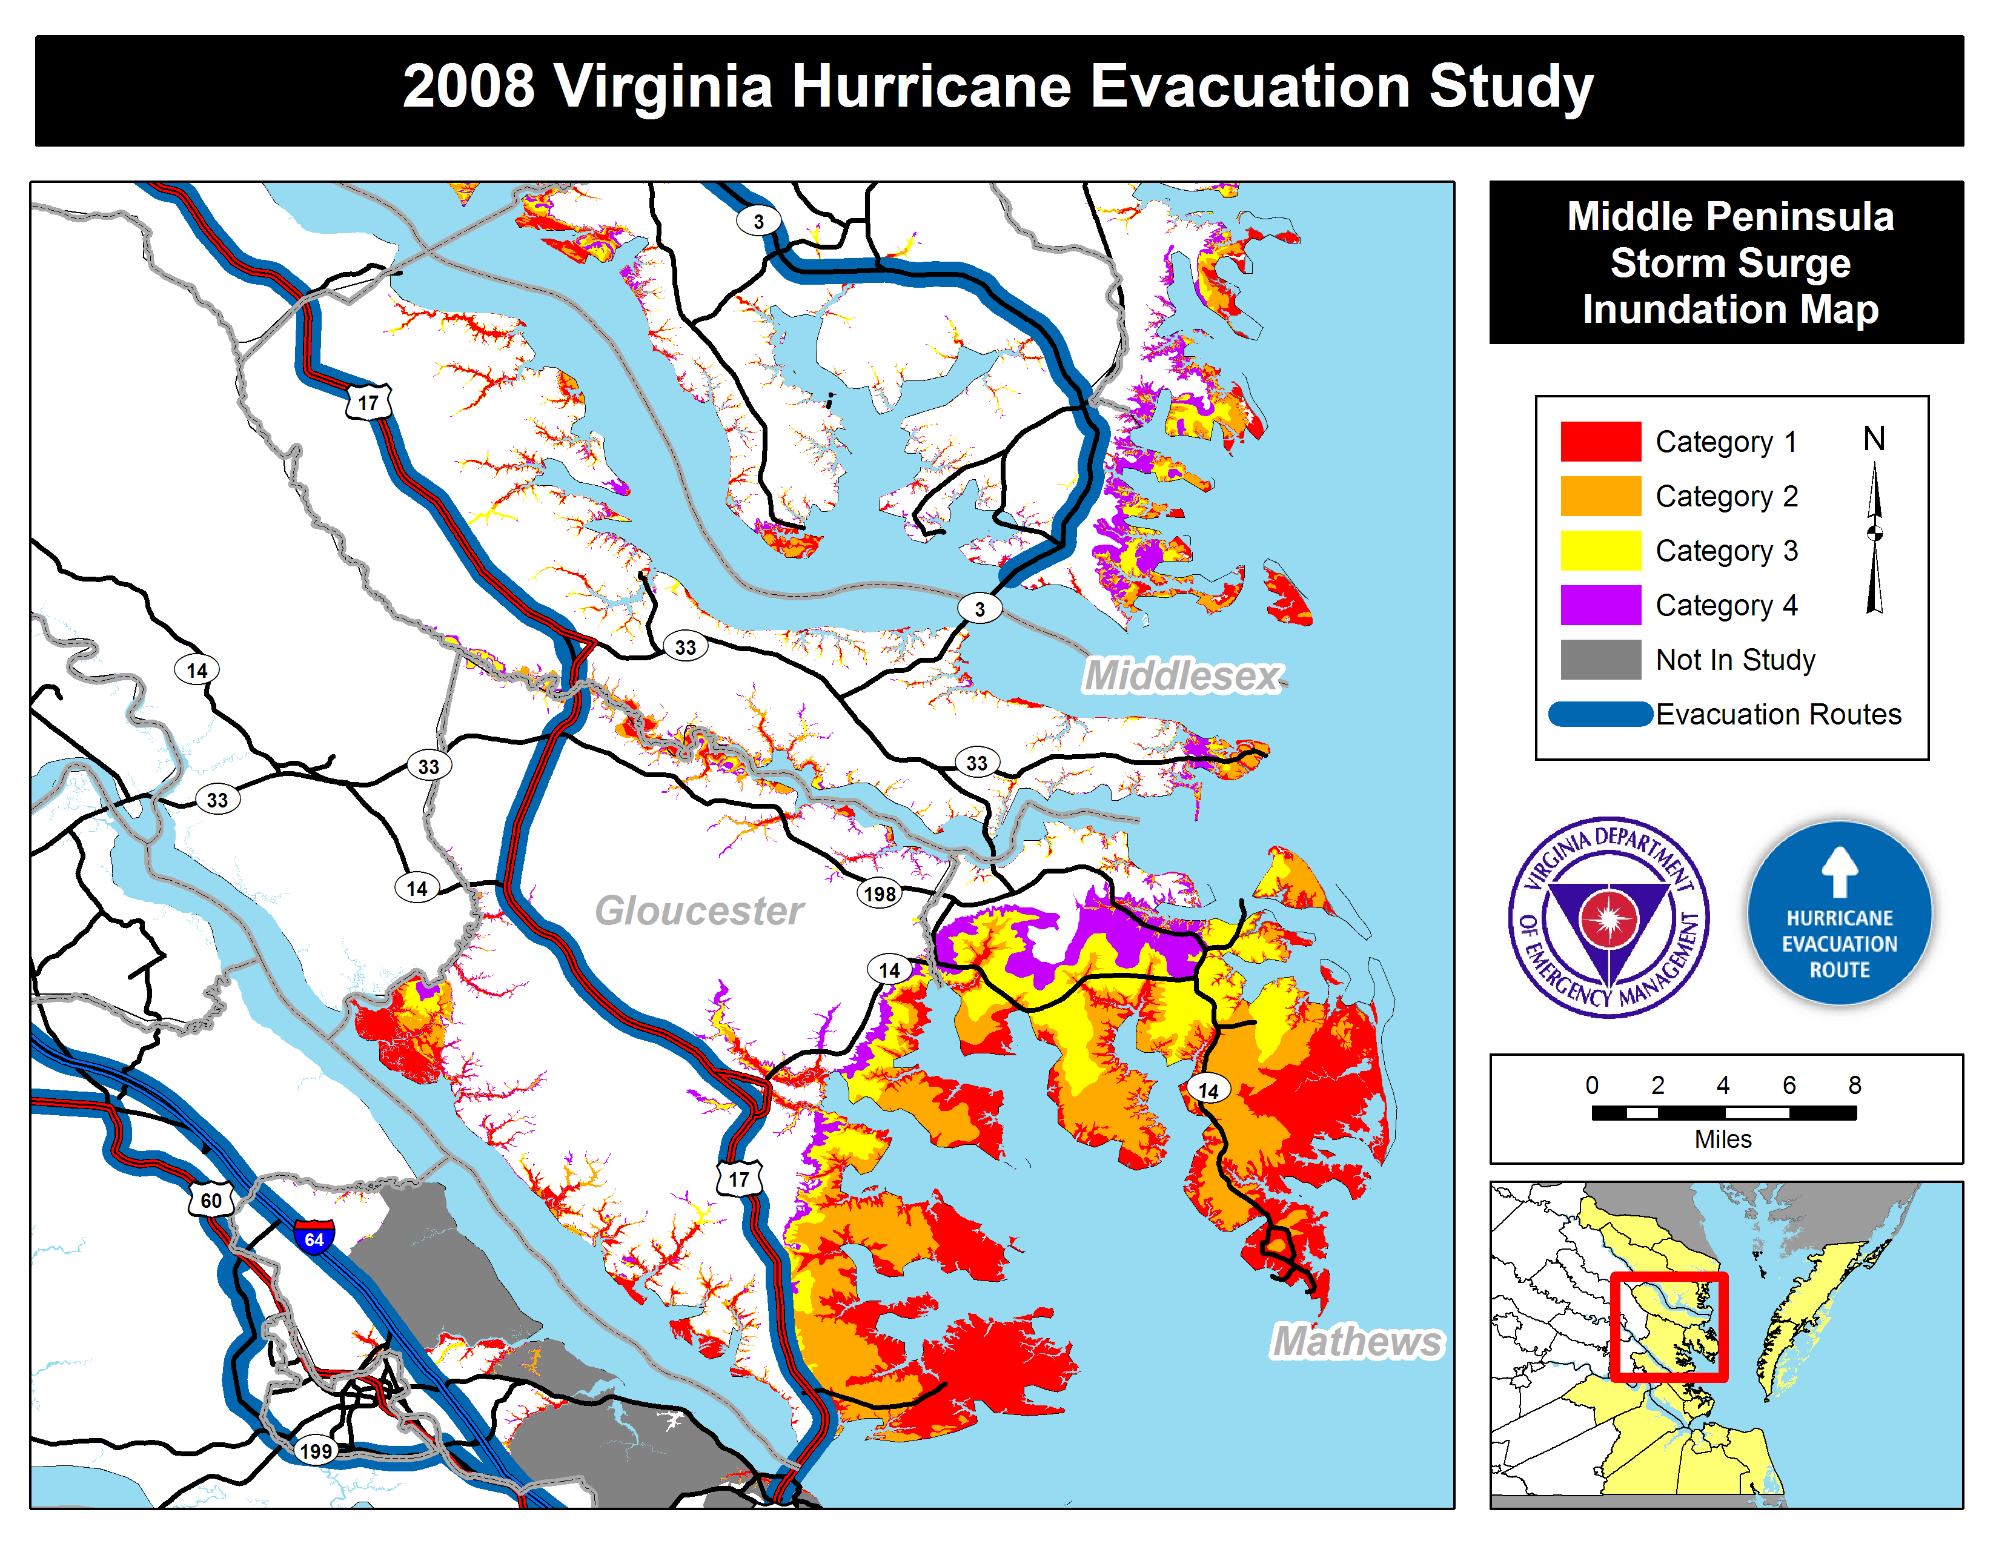 2008 Virginia Hurricane Evacuation Study
Middle Peninsula
Storm Surge
Inundation Map
Category 1
Category 2
Category 3
Category 4
Not In Study
Evacuation Routes
N
VIRGINIA DEPARTMENT
OF EMERGENCY MANAGEMENT
HURRICANE
EVACUATION
ROUTE
0 2 4 6 8
Miles
3
17
3
33
14
Middlesex
33
33
33
14
198
Gloucester
14
14
17
60
64
Mathews
199